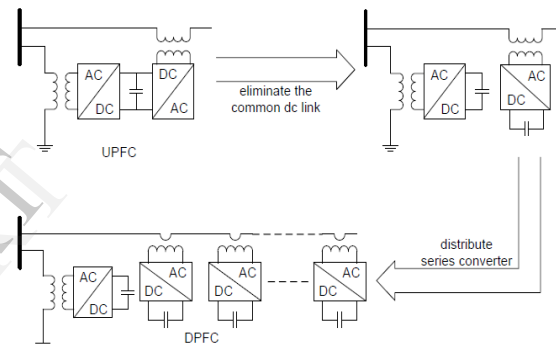 AC
DC
DC
AC
UPFC
eliminate the
common dc link
AC
DC
AC
DC
distribute
series converter
AC
DC
AC
DC
AC
DC
AC
DC
DPFC